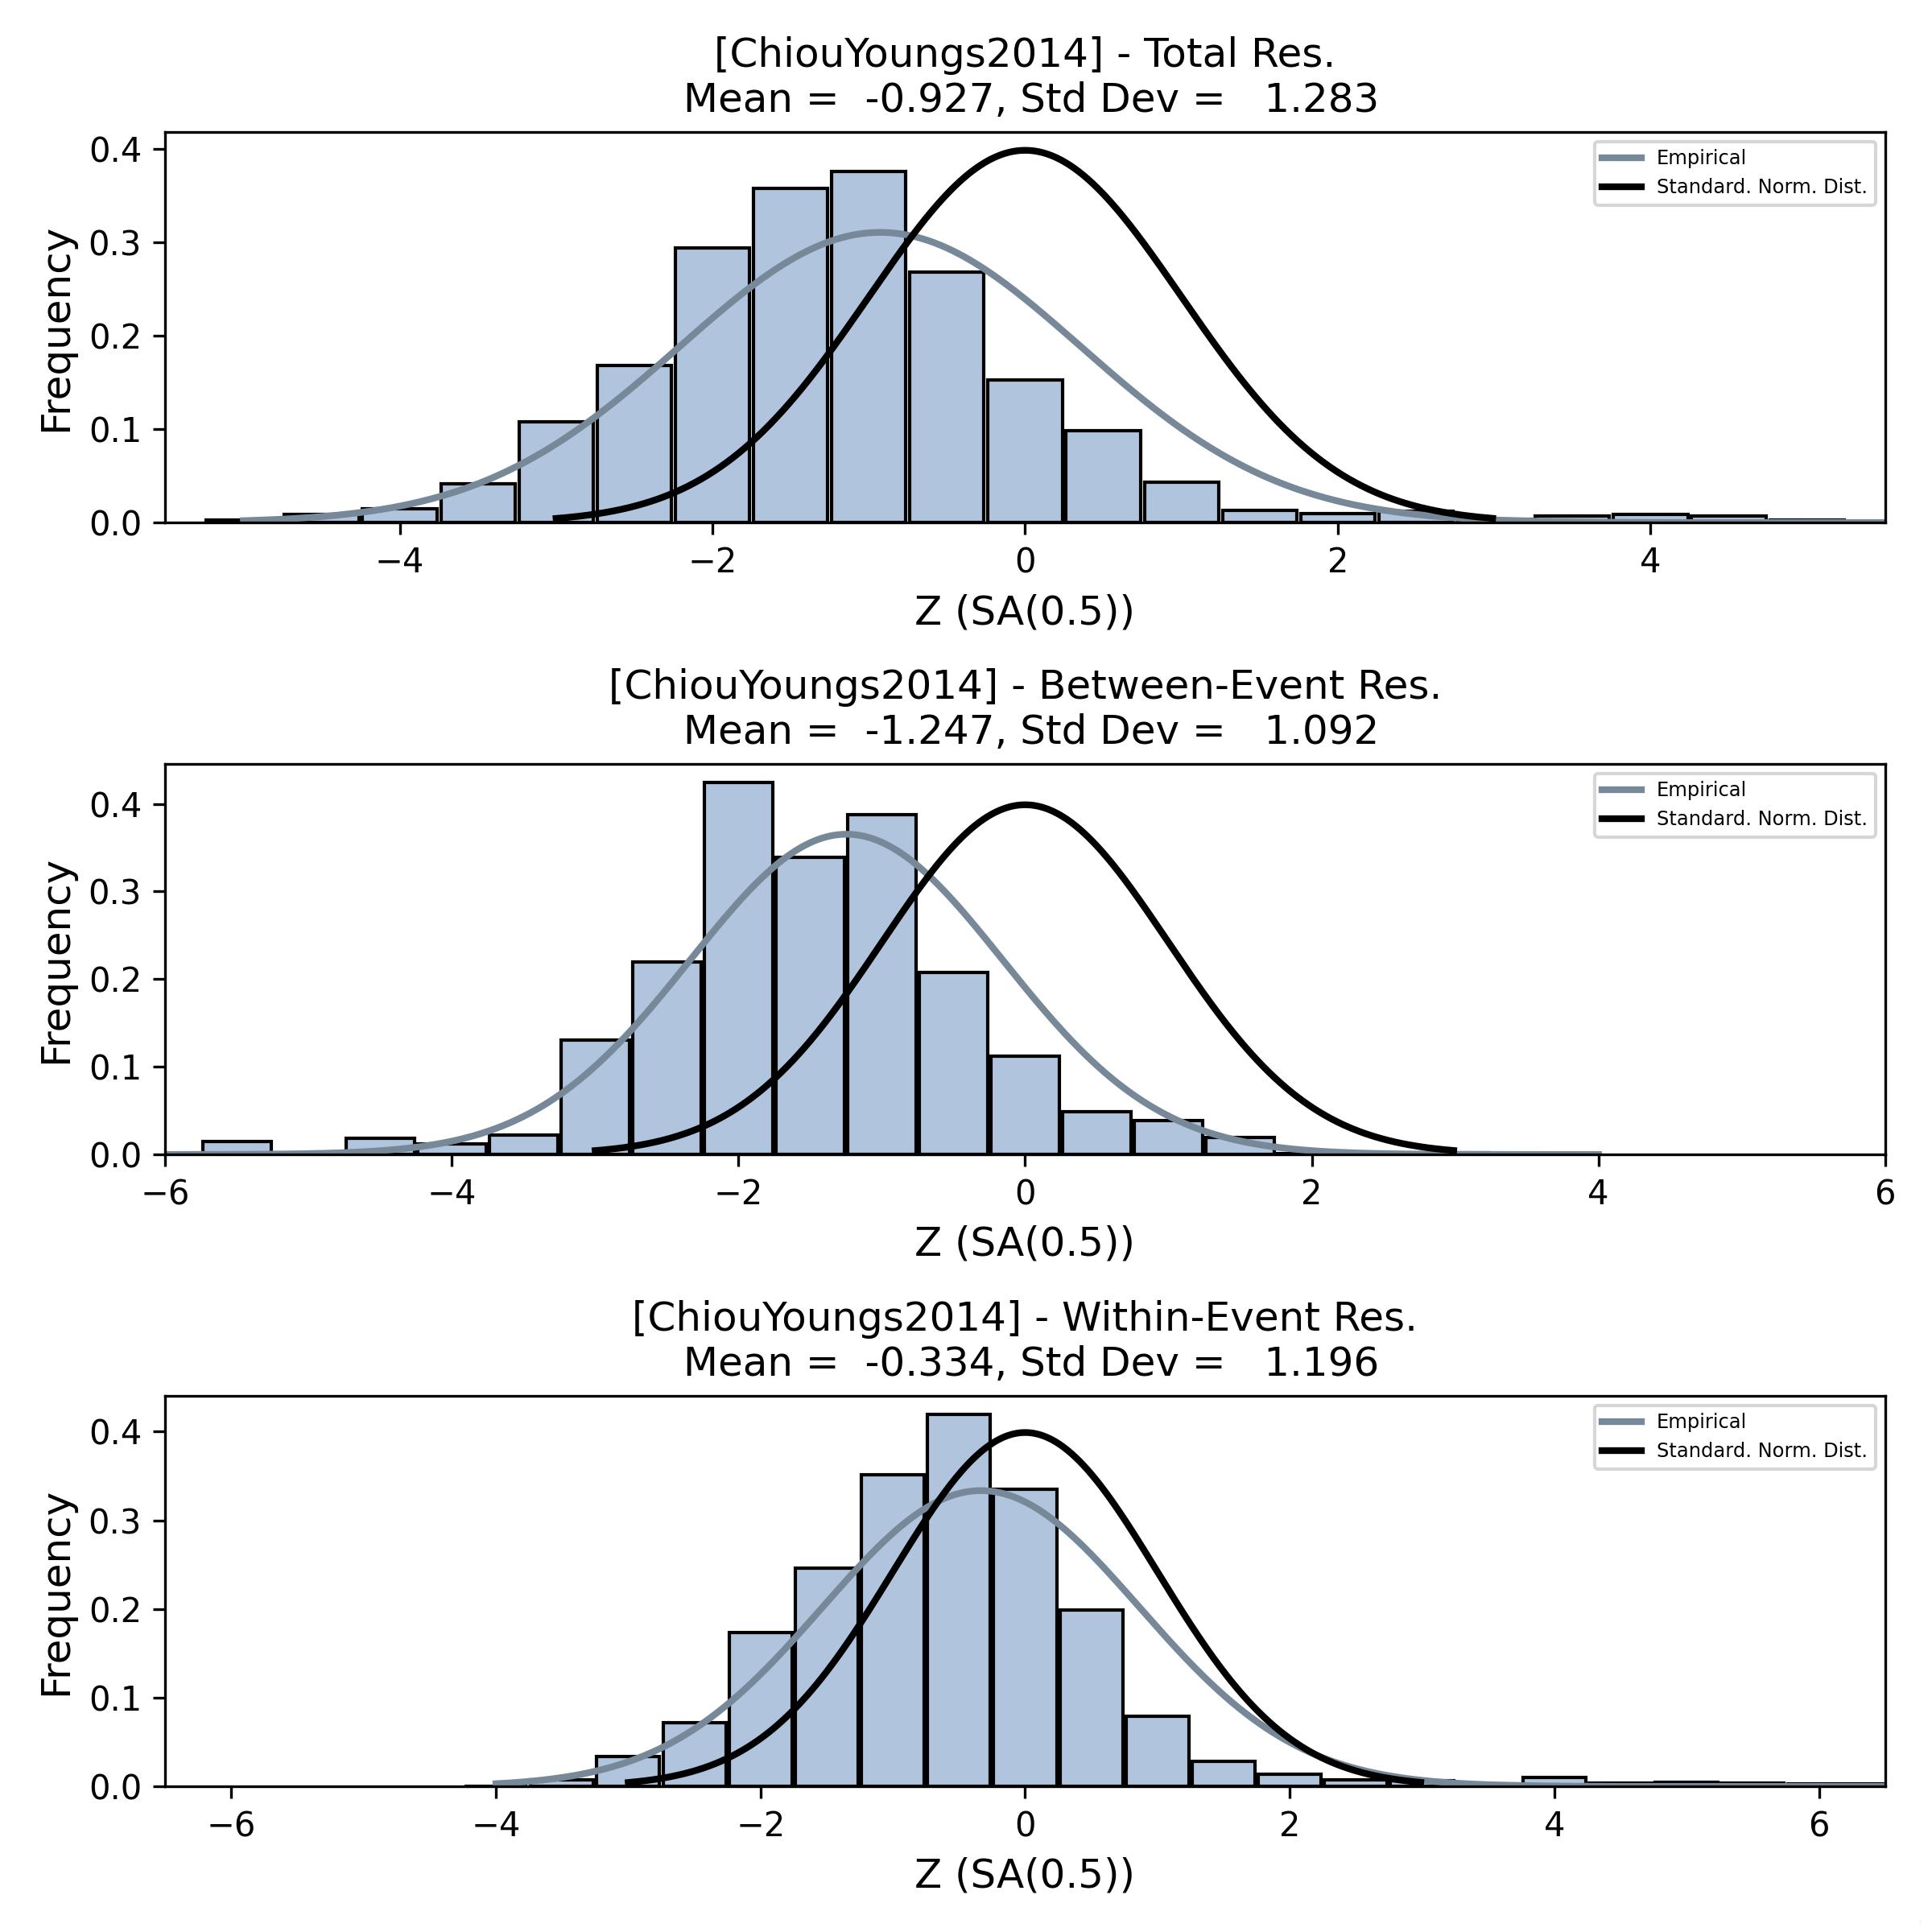 [ChiouYoungs2014] - Total Res.
Mean =  -0.927, Std Dev =   1.283
0.4
0.3
0.2
0.1
0.0
Frequency
Empirical
Standard. Norm. Dist.
−4 −2 0 2 4
Z (SA(0.5))
[ChiouYoungs2014] - Between-Event Res.
Mean =  -1.247, Std Dev =   1.092
0.4
0.3
0.2
0.1
0.0
Frequency
Empirical
Standard. Norm. Dist.
−6 −4 −2 0 2 4 6
Z (SA(0.5))
[ChiouYoungs2014] - Within-Event Res.
Mean =  -0.334, Std Dev =   1.196
0.4
0.3
0.2
0.1
0.0
Frequency
Empirical
Standard. Norm. Dist.
−6 −4 −2 0 2 4 6
Z (SA(0.5))